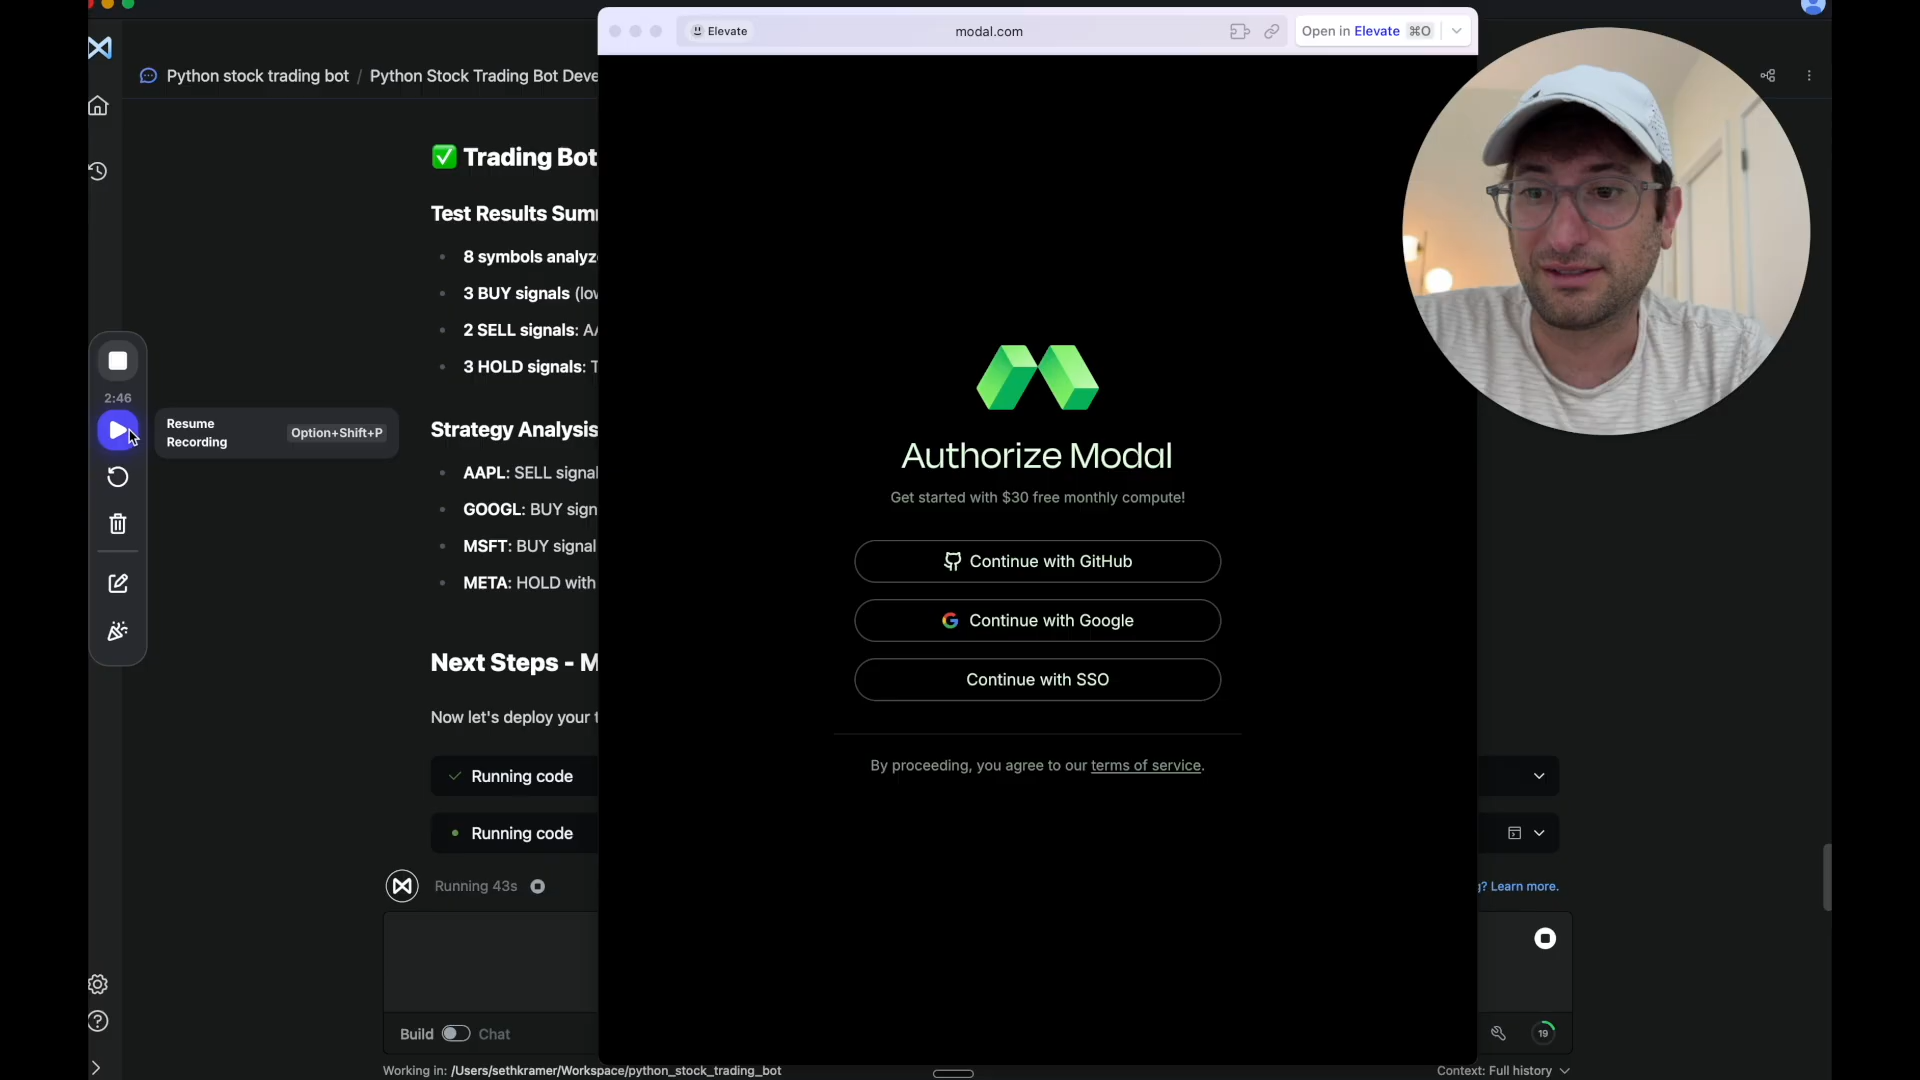 Elevate
modal.com
Open in Elevate ⌘O
Python stock trading bot / Python Stock Trading Bot Deve
✅ Trading Bot
Test Results Sum
8 symbols analyz
3 BUY signals (lo
2 SELL signals: A
3 HOLD signals: T
2:46
Resume
Recording
Option+Shift+P
Strategy Analysis
AAPL: SELL signal
GOOGL: BUY sign
MSFT: BUY signal
META: HOLD with
Next Steps - M
Now let's deploy your t
Running code
Running code
Running 43s
Authorize Modal
Get started with $30 free monthly compute!
Continue with GitHub
Continue with Google
Continue with SSO
By proceeding, you agree to our terms of service.
? Learn more.
Build Chat
19
Working in: /Users/sethkramer/Workspace/python_stock_trading_bot
Context: Full history